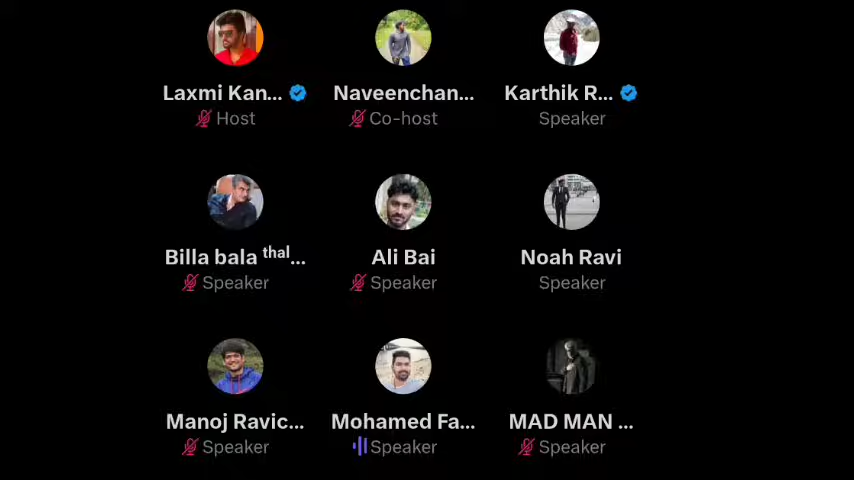 Laxmi Kan... Naveenchan... Karthik R...
Host Co-host Speaker
Billa bala ᵗʰᵃˡ... Ali Bai Noah Ravi
Speaker Speaker Speaker
Manoj Ravic... Mohamed Fa... MAD MAN ...
Speaker Speaker Speaker